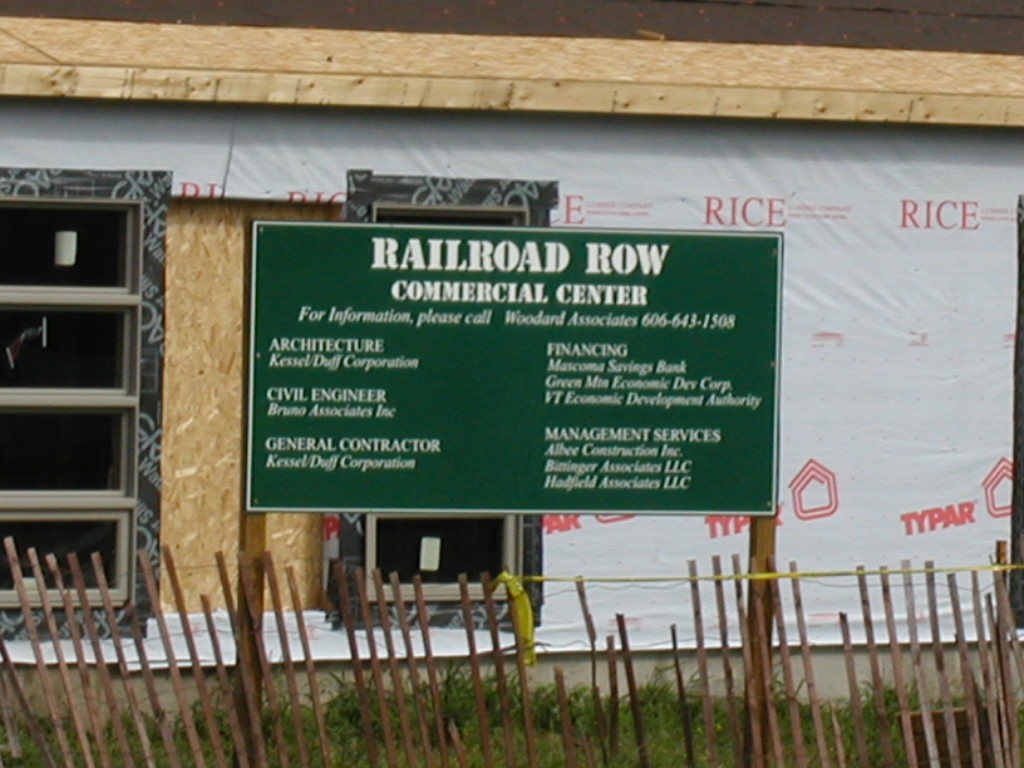 RICE
RICE
RICE
RAILROAD ROW
COMMERCIAL CENTER
For Information, please call Woodard Associates 606-643-1508
ARCHITECTURE
Kessel/Duff Corporation
CIVIL ENGINEER
Bruno Associates Inc
GENERAL CONTRACTOR
Kessel/Duff Corporation
FINANCING
Mascoma Savings Bank
Green Mtn Economic Dev Corp.
VT Economic Development Authority
MANAGEMENT SERVICES
Albee Construction Inc.
Bittinger Associates LLC
Hadfield Associates LLC
TYPAR
TYPAR